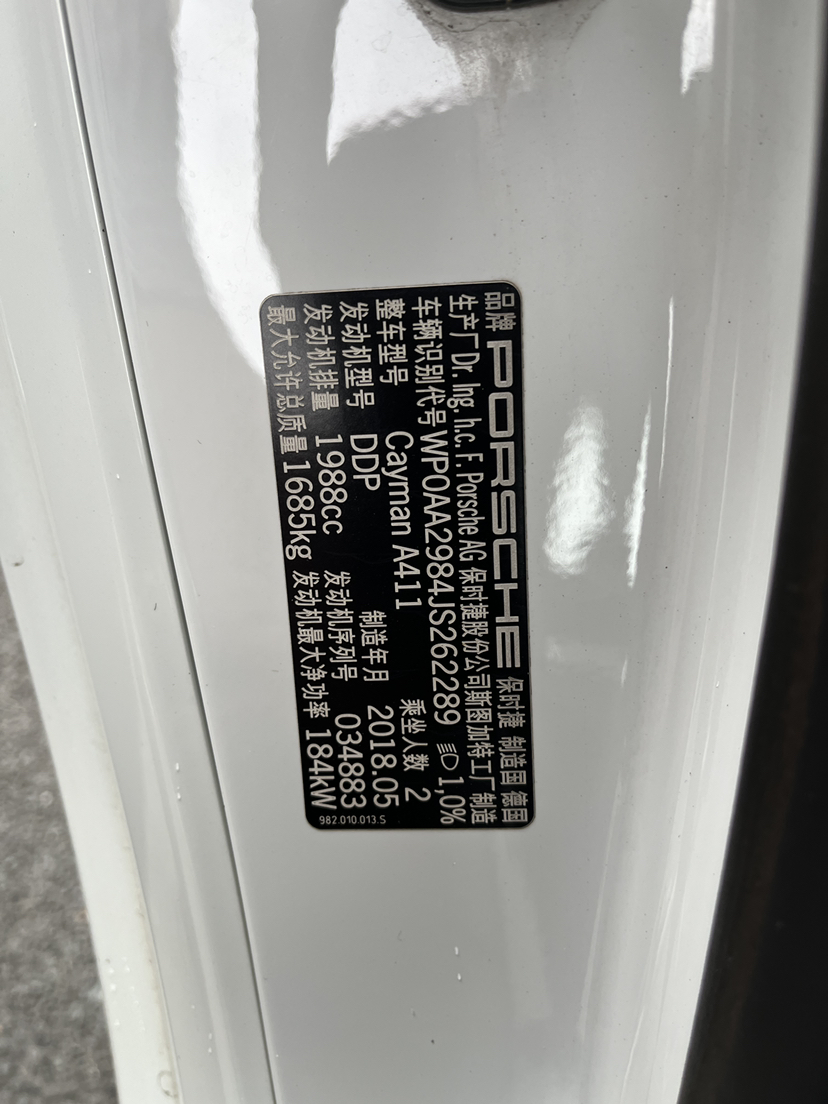 品牌 PORSCHE 保时捷 制造国 德国
生产厂 Dr. Ing. h.c. F. Porsche AG 保时捷股份公司斯图加特工厂制造
车辆识别代号 WP0AA2984JS262289 1,0%
整车型号 Cayman A411 乘坐人数 2
发动机型号 DDP 制造年月 2018.05
发动机排量 1988cc 发动机序列号 034883
最大允许总质量 1685kg 发动机最大净功率 184kW
982.010.013.S